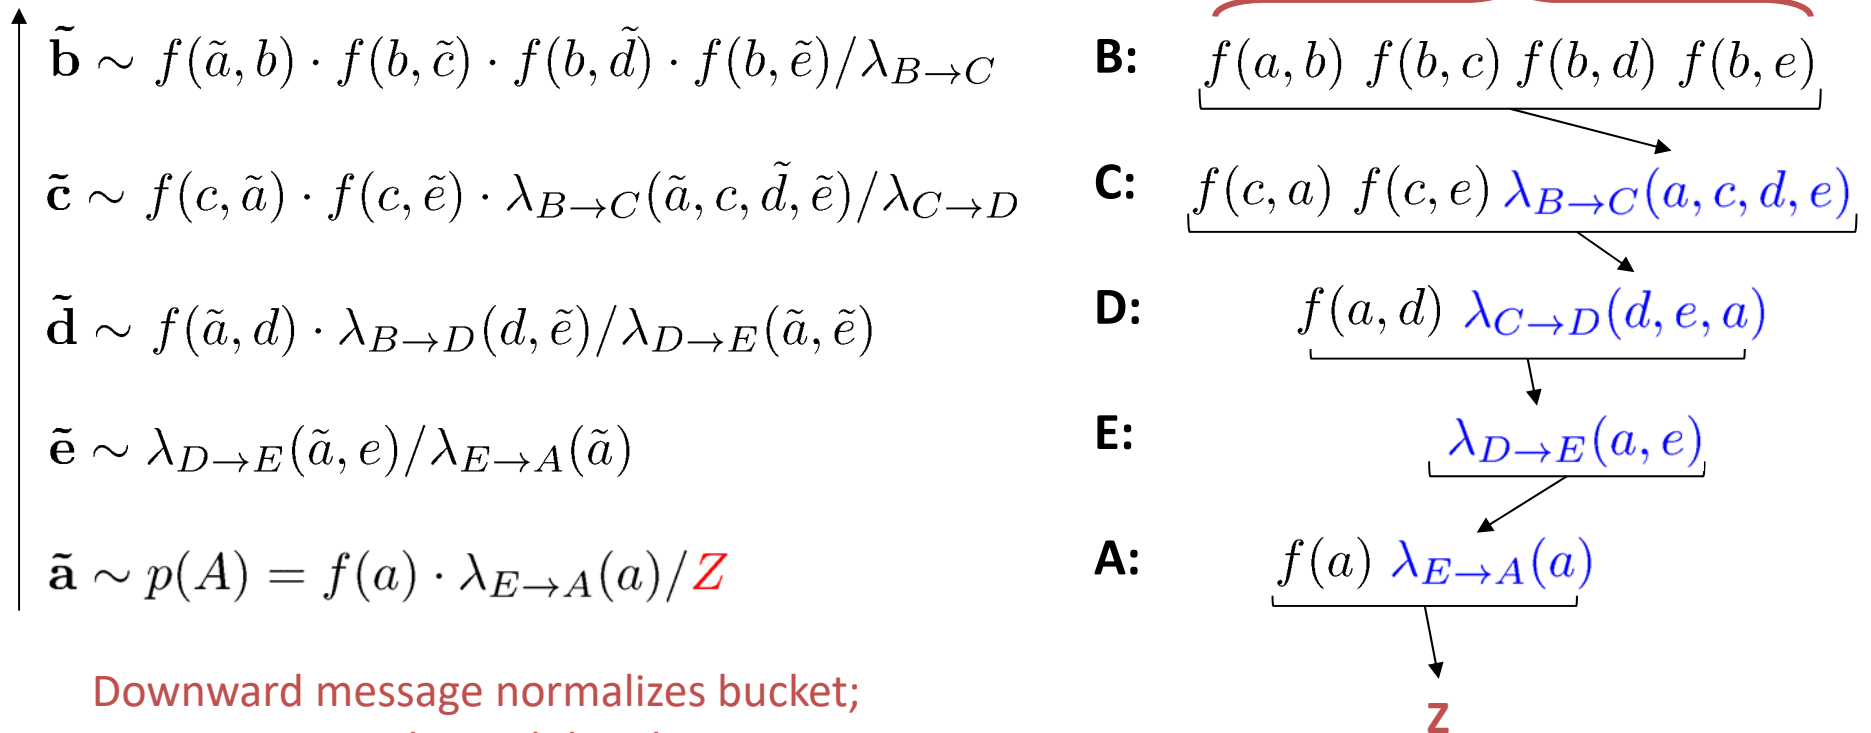 b̃ ∼ f(ã, b) · f(b, c̃) · f(b, d̃) · f(b, ẽ)/λ_{B→C}
B: f(a, b) f(b, c) f(b, d) f(b, e)
c̃ ∼ f(c, ã) · f(c, ẽ) · λ_{B→C}(ã, c, d̃, ẽ)/λ_{C→D}
C: f(c, a) f(c, e) λ_{B→C}(a, c, d, e)
d̃ ∼ f(ã, d) · λ_{B→D}(d, ẽ)/λ_{D→E}(ã, ẽ)
D: f(a, d) λ_{C→D}(d, e, a)
ẽ ∼ λ_{D→E}(ã, e)/λ_{E→A}(ã)
E: λ_{D→E}(a, e)
ã ∼ p(A) = f(a) · λ_{E→A}(a)/Z
A: f(a) λ_{E→A}(a)
Downward message normalizes bucket;
Z